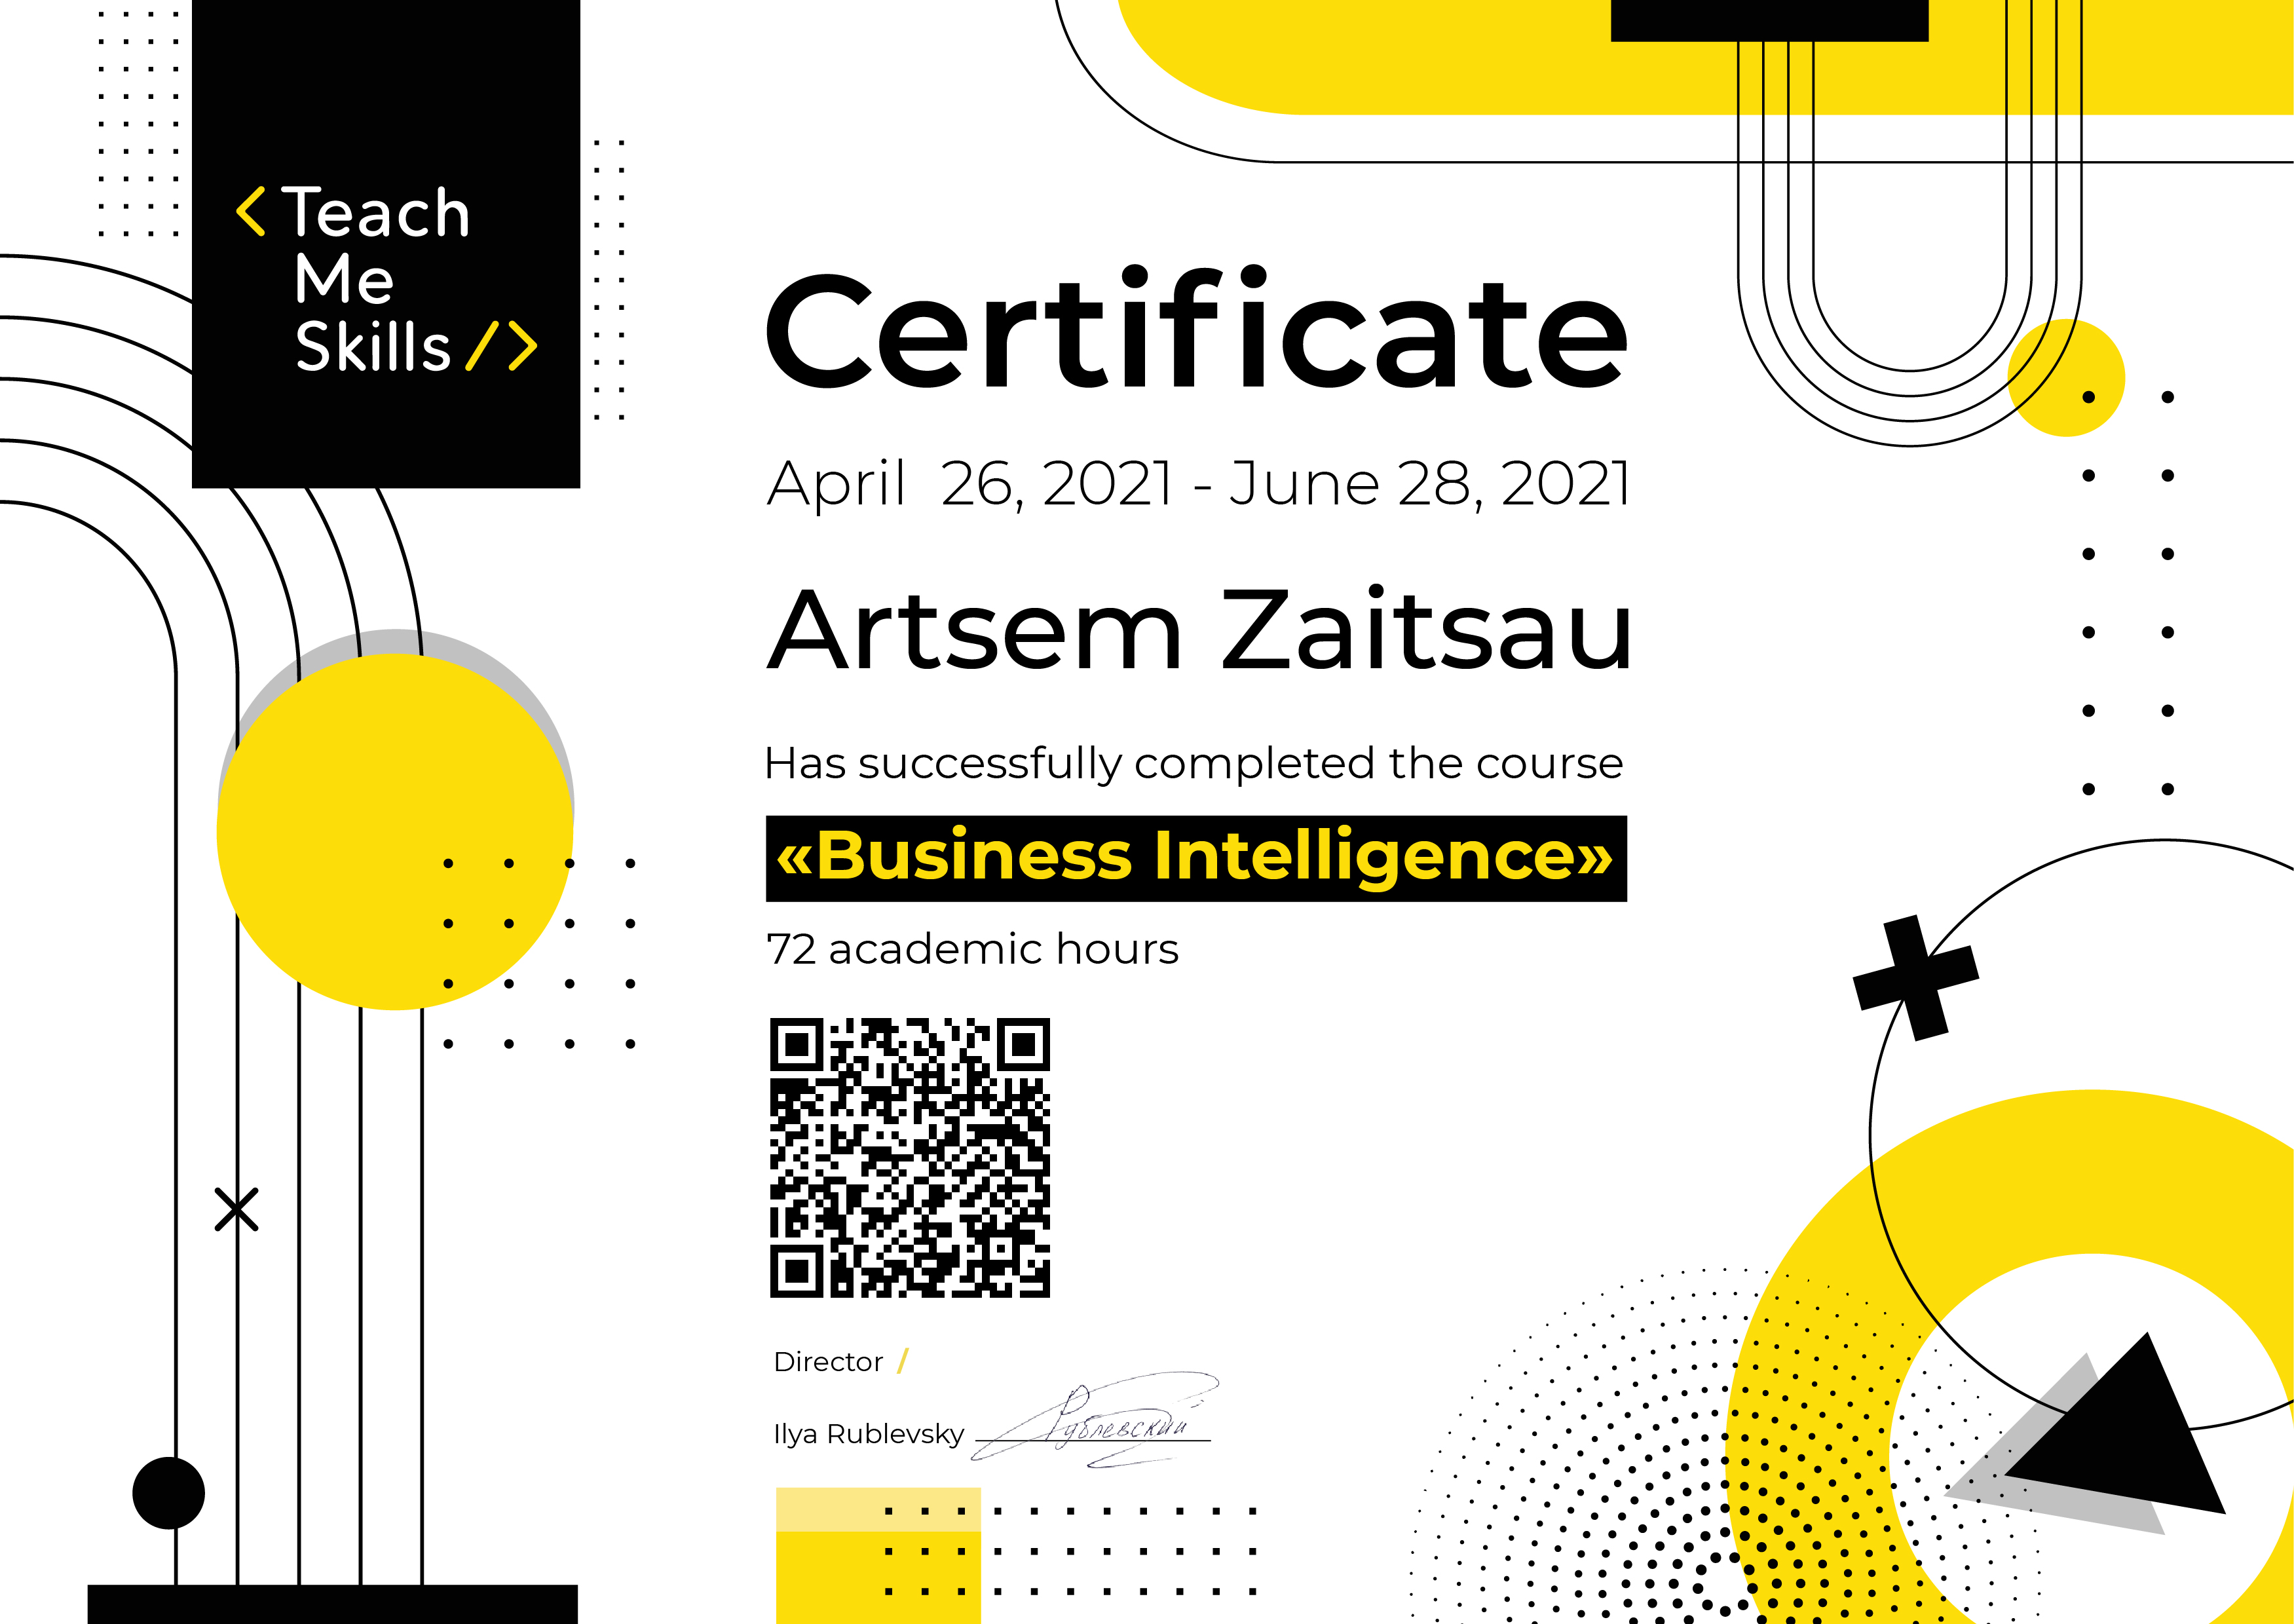 <Teach
Me
Skills/>
Certificate
April 26, 2021 - June 28, 2021
Artsem Zaitsau
Has successfully completed the course
«Business Intelligence»
72 academic hours
Director /
Ilya Rublevsky Рублевский